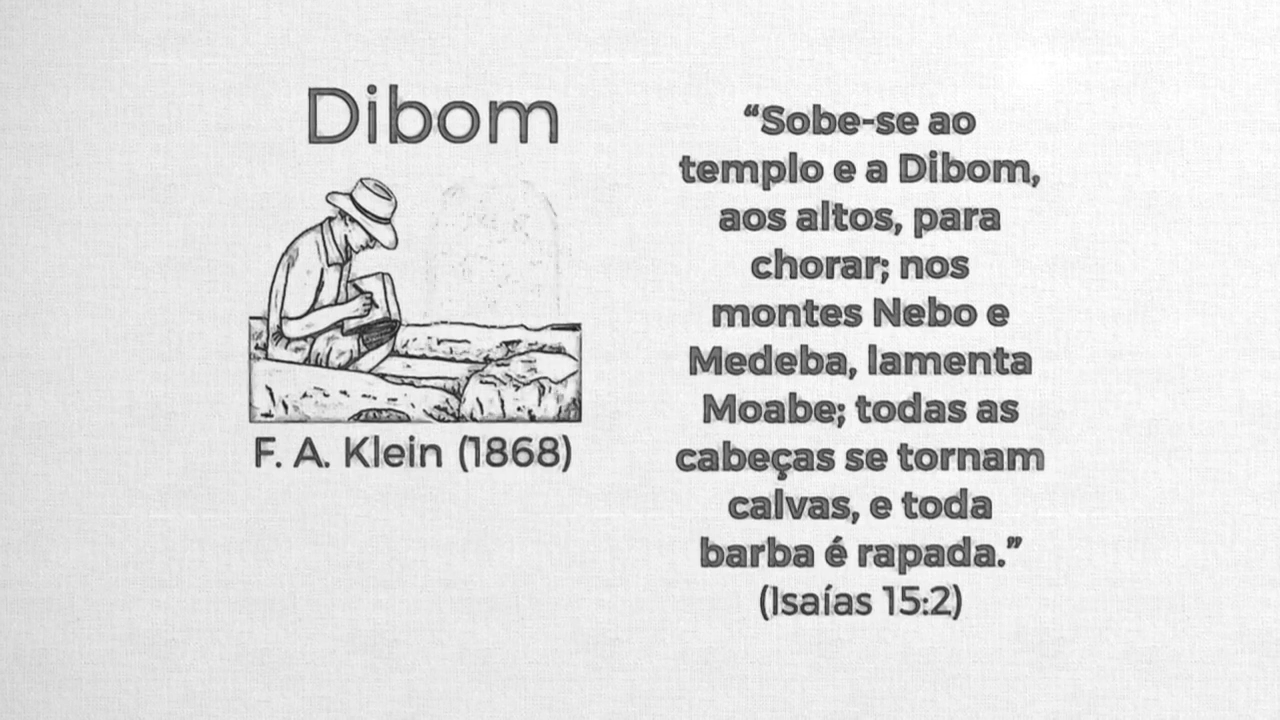 Dibom
F. A. Klein (1868)
“Sobe-se ao
templo e a Dibom,
aos altos, para
chorar; nos
montes Nebo e
Medeba, lamenta
Moabe; todas as
cabeças se tornam
calvas, e toda
barba é rapada.”
(Isaías 15:2)